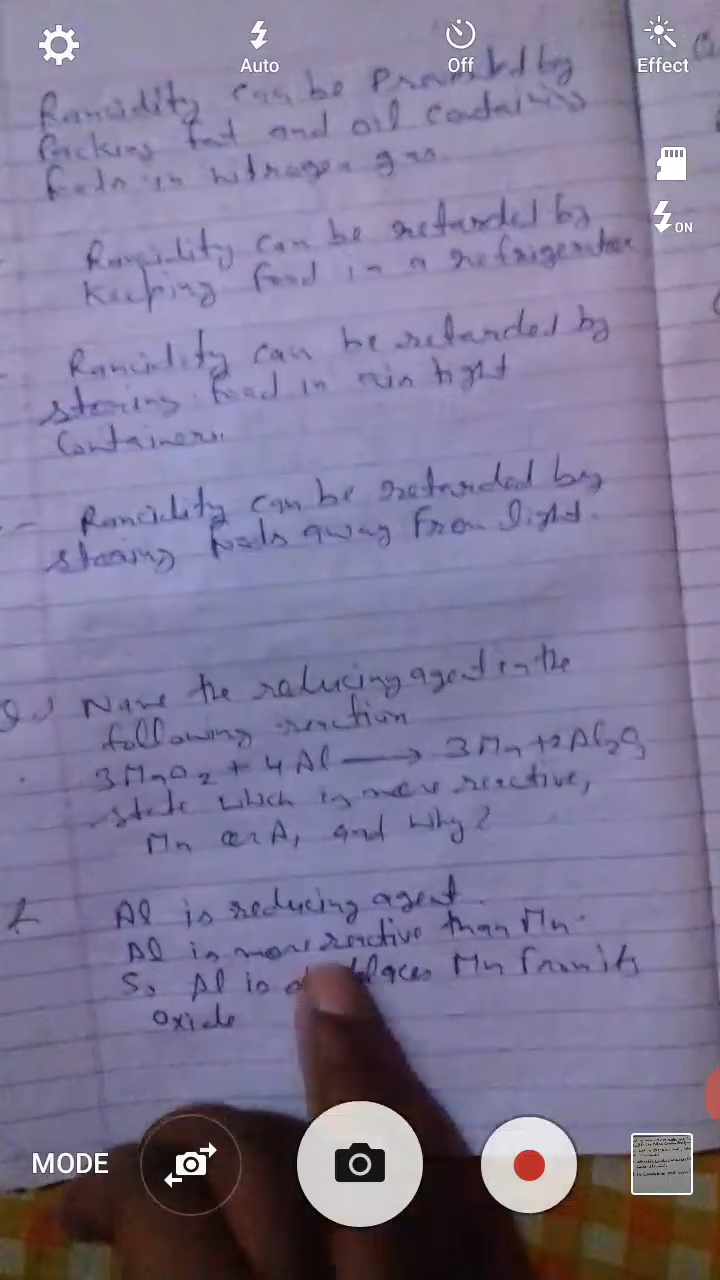 Auto
Off
Effect
ON
Rancidity can be prevented by
Packing fat and oil containing
foods in nitrogen gas.
Rancidity can be retarded by
Keeping food in a refrigerator
Rancidity can be retarded by
storing food in air tight
Containers.
Rancidity can be retarded by
storing foods away from light.
Q. Name the reducing agent in the
following reaction
3MnO2 + 4Al → 3Mn + 2Al2O3
state which is more reactive,
Mn or Al and why?
Al is reducing agent.
Al is more reactive than Mn.
So Al is Mn from its
oxide
MODE